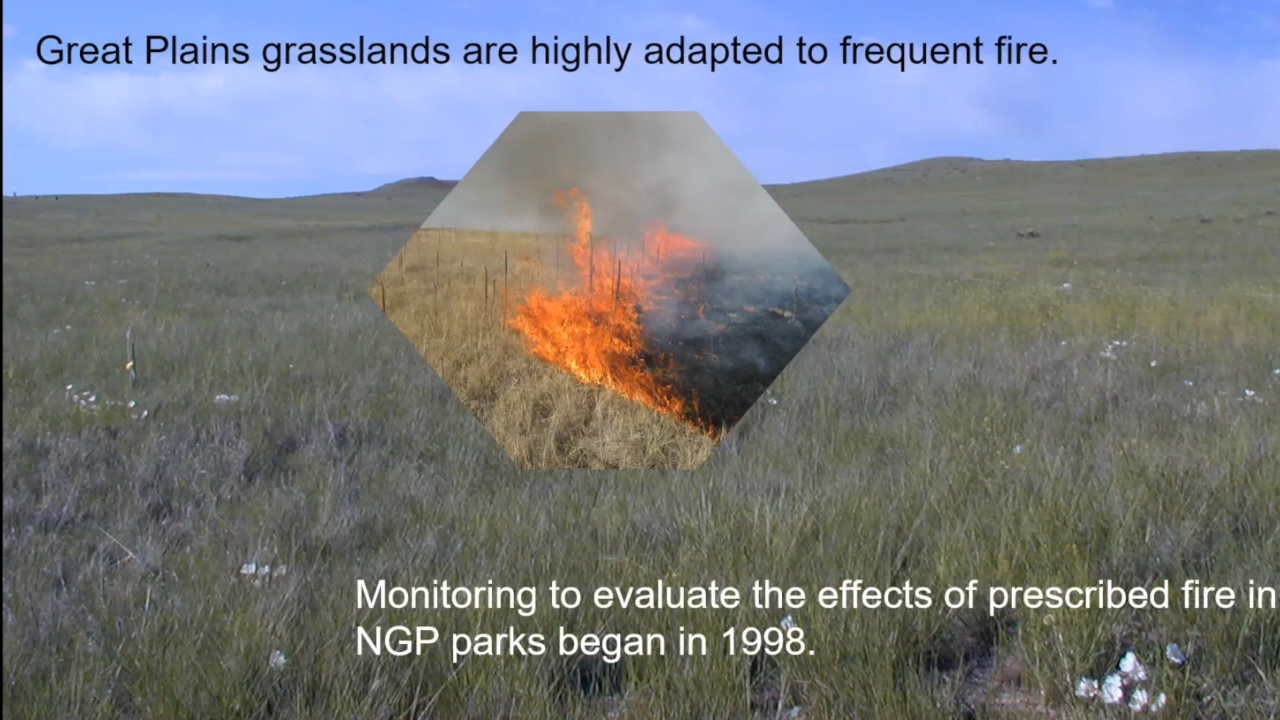 Great Plains grasslands are highly adapted to frequent fire.
Monitoring to evaluate the effects of prescribed fire in
NGP parks began in 1998.